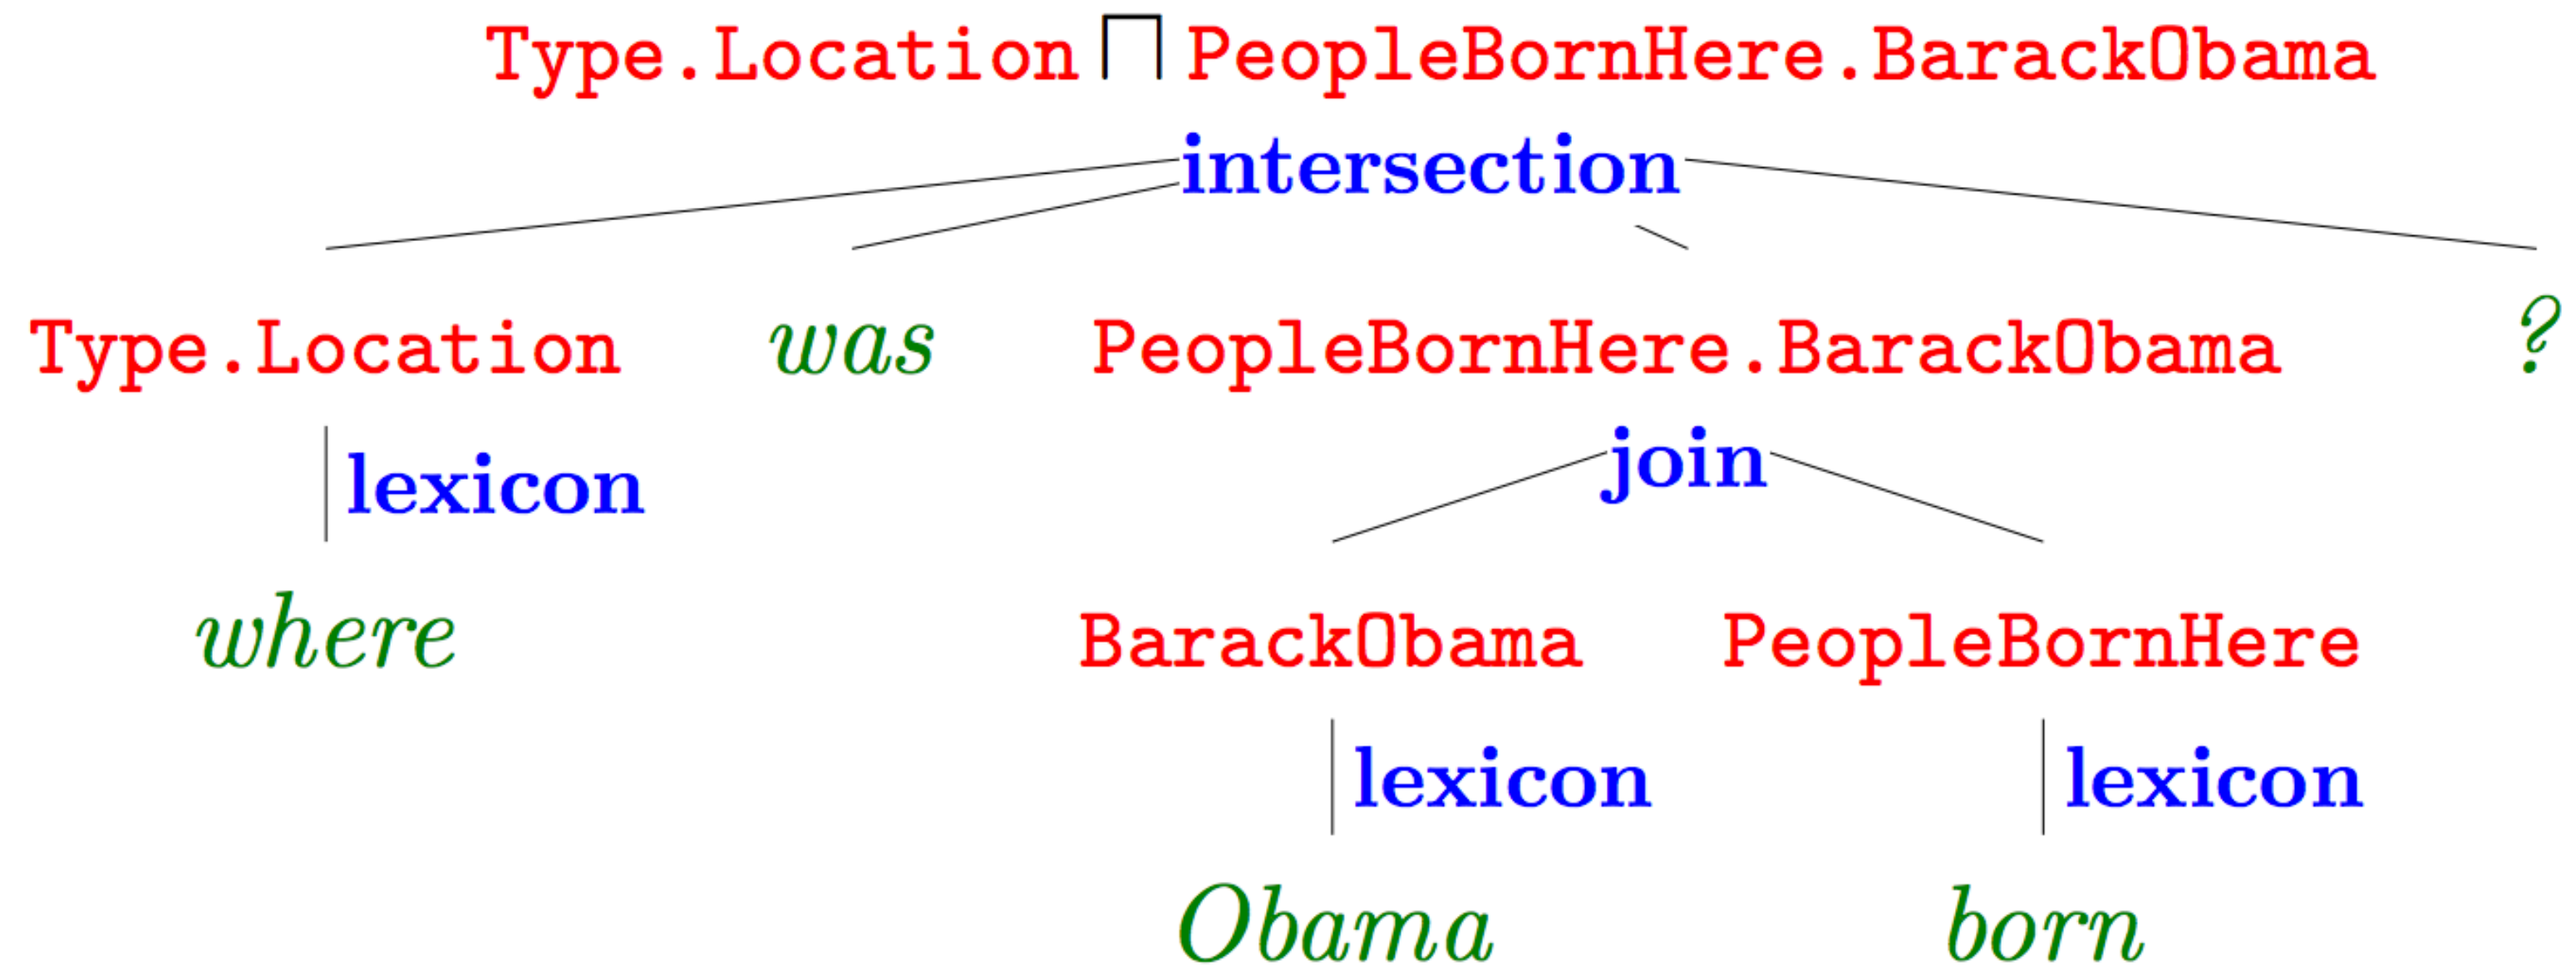 Type.Location ⊓ PeopleBornHere.BarackObama
intersection
Type.Location was PeopleBornHere.BarackObama ?
lexicon join
where BarackObama PeopleBornHere
lexicon lexicon
Obama born